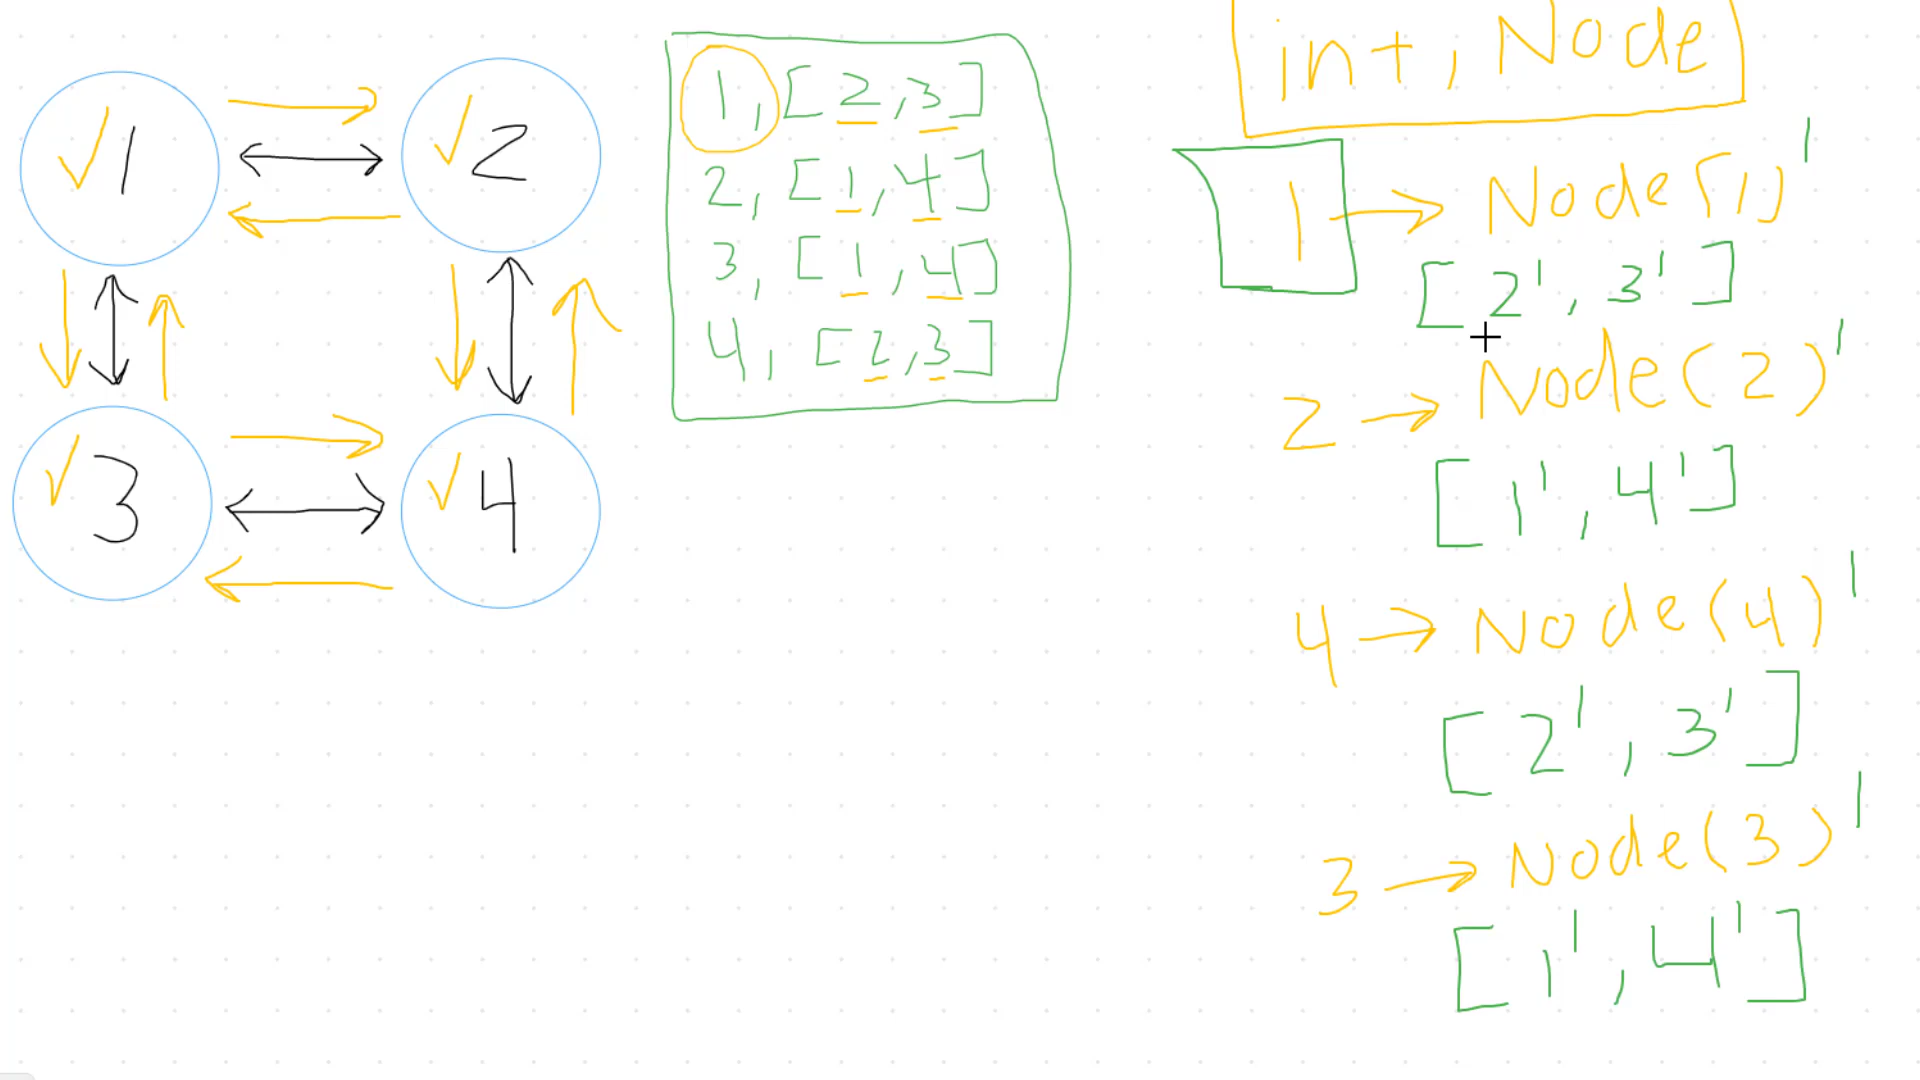 1 2
3 4
1, [2,3]
2, [1,4]
3, [1,4]
4, [2,3]
int, Node
1 → Node(1)'
[2', 3']
2 → Node(2)'
[1', 4']
4 → Node(4)'
[2', 3']
3 → Node(3)'
[1', 4']